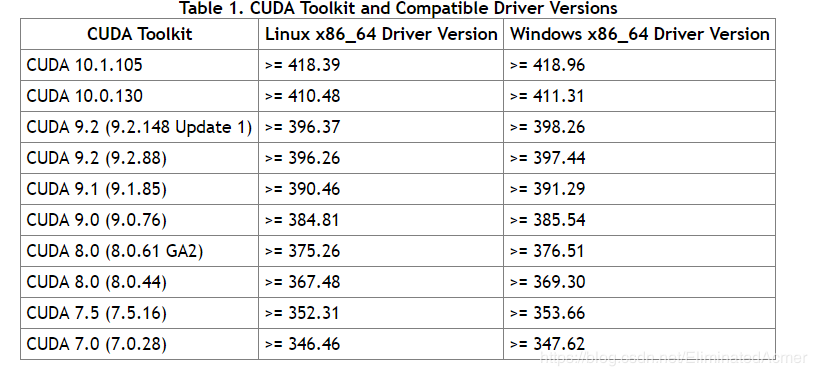 Table 1. CUDA Toolkit and Compatible Driver Versions
CUDA Toolkit Linux x86_64 Driver Version Windows x86_64 Driver Version
CUDA 10.1.105 >= 418.39 >= 418.96
CUDA 10.0.130 >= 410.48 >= 411.31
CUDA 9.2 (9.2.148 Update 1) >= 396.37 >= 398.26
CUDA 9.2 (9.2.88) >= 396.26 >= 397.44
CUDA 9.1 (9.1.85) >= 390.46 >= 391.29
CUDA 9.0 (9.0.76) >= 384.81 >= 385.54
CUDA 8.0 (8.0.61 GA2) >= 375.26 >= 376.51
CUDA 8.0 (8.0.44) >= 367.48 >= 369.30
CUDA 7.5 (7.5.16) >= 352.31 >= 353.66
CUDA 7.0 (7.0.28) >= 346.46 >= 347.62
https://blog.csdn.net/EliminatedAcmer